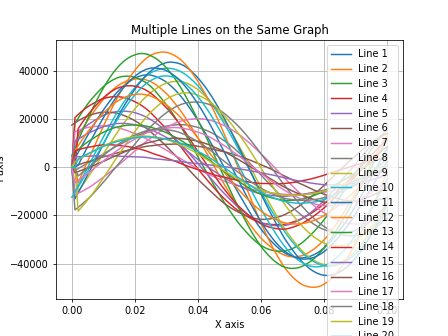 Multiple Lines on the Same Graph
40000
20000
0
−20000
−40000
0.00
0.02
0.04
0.06
X axis
Line 1
Line 2
Line 3
Line 4
Line 5
Line 6
Line 7
Line 8
Line 9
Line 10
Line 11
Line 12
Line 13
Line 14
Line 15
Line 16
Line 17
Line 18
Line 19
Line 20